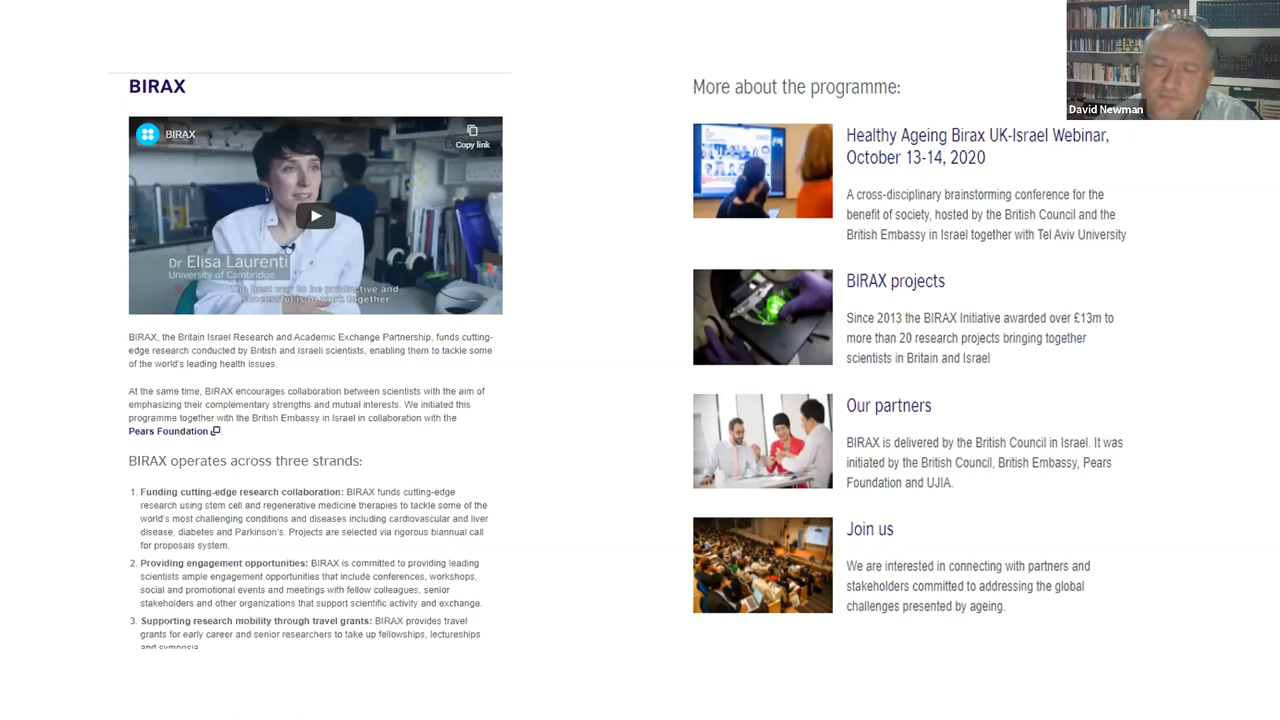 BIRAX
BIRAX
Copy link
Dr Elisa Laurenti
University of Cambridge
The best way to be productive and
successful is to work together
BIRAX, the Britain Israel Research and Academic Exchange Partnership, funds cutting-
edge research conducted by British and Israeli scientists, enabling them to tackle some
of the world's leading health issues.
At the same time, BIRAX encourages collaboration between scientists with the aim of
emphasizing their complementary strengths and mutual interests. We initiated this
programme together with the British Embassy in Israel in collaboration with the
Pears Foundation.
BIRAX operates across three strands:
1. Funding cutting-edge research collaboration: BIRAX funds cutting-edge
research using stem cell and regenerative medicine therapies to tackle some of the
world's most challenging conditions and diseases including cardiovascular and liver
disease, diabetes and Parkinson's. Projects are selected via rigorous biannual call
for proposals system.
2. Providing engagement opportunities: BIRAX is committed to providing leading
scientists ample engagement opportunities that include conferences, workshops,
social and promotional events and meetings with fellow colleagues, senior
stakeholders and other organizations that support scientific activity and exchange.
3. Supporting research mobility through travel grants: BIRAX provides travel
grants for early career and senior researchers to take up fellowships, lectureships
and symposia
More about the programme:
Healthy Ageing Birax UK-Israel Webinar,
October 13-14, 2020
A cross-disciplinary brainstorming conference for the
benefit of society, hosted by the British Council and the
British Embassy in Israel together with Tel Aviv University
BIRAX projects
Since 2013 the BIRAX Initiative awarded over £13m to
more than 20 research projects bringing together
scientists in Britain and Israel
Our partners
BIRAX is delivered by the British Council in Israel. It was
initiated by the British Council, British Embassy, Pears
Foundation and UJIA.
Join us
We are interested in connecting with partners and
stakeholders committed to addressing the global
challenges presented by ageing.
David Newman